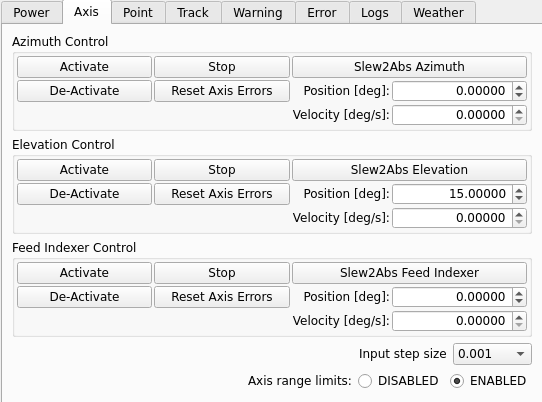 Power Axis Point Track Warning Error Logs Weather
Azimuth Control
Activate Stop Slew2Abs Azimuth
De-Activate Reset Axis Errors Position [deg]: 0.00000
Velocity [deg/s]: 0.00000
Elevation Control
Activate Stop Slew2Abs Elevation
De-Activate Reset Axis Errors Position [deg]: 15.00000
Velocity [deg/s]: 0.00000
Feed Indexer Control
Activate Stop Slew2Abs Feed Indexer
De-Activate Reset Axis Errors Position [deg]: 0.00000
Velocity [deg/s]: 0.00000
Input step size 0.001
Axis range limits: DISABLED ENABLED